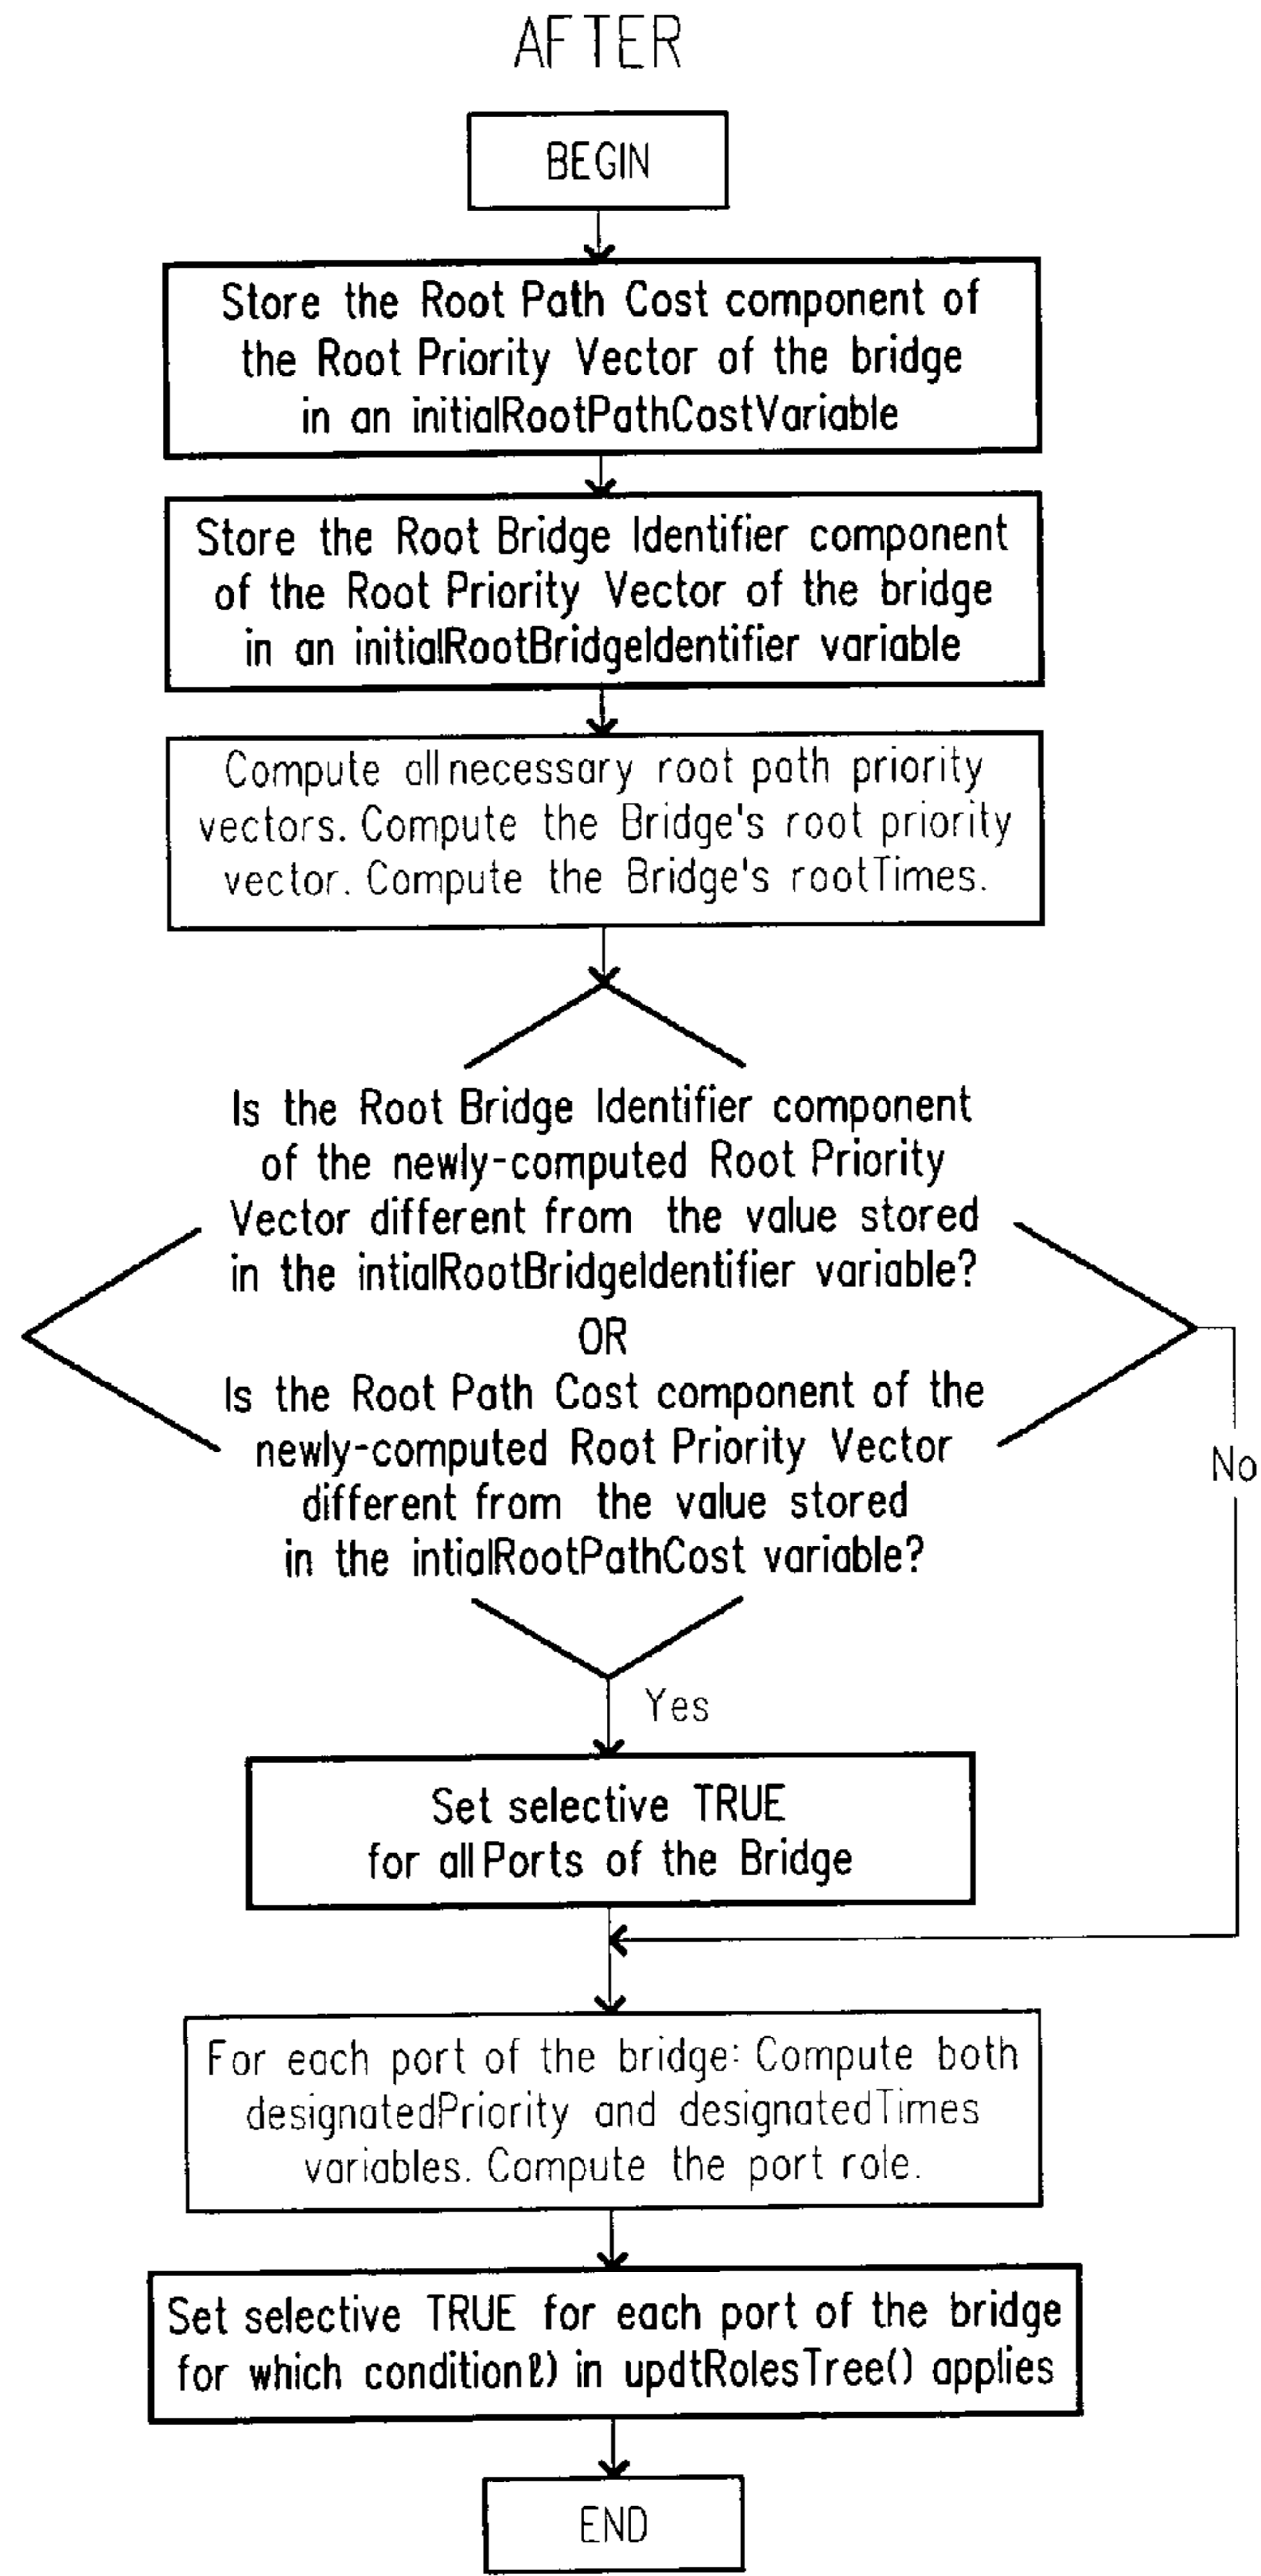 AFTER
BEGIN
Store the Root Path Cost component of
the Root Priority Vector of the bridge
in an initialRootPathCostVariable
Store the Root Bridge Identifier component
of the Root Priority Vector of the bridge
in an initialRootBridgeIdentifier variable
Compute all necessary root path priority
vectors. Compute the Bridge's root priority
vector. Compute the Bridge's rootTimes.
Is the Root Bridge Identifier component
of the newly-computed Root Priority
Vector different from the value stored
in the intialRootBridgeIdentifier variable?
OR
Is the Root Path Cost component of the
newly-computed Root Priority Vector
different from the value stored
in the intialRootPathCost variable?
No
Yes
Set selective TRUE
for all Ports of the Bridge
For each port of the bridge: Compute both
designatedPriority and designatedTimes
variables. Compute the port role.
Set selective TRUE for each port of the bridge
for which condition ℓ) in updtRolesTree() applies
END